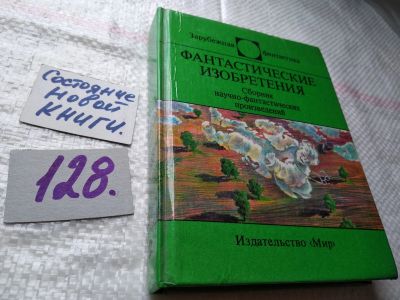 Состояние
новой
книги.
128.
Зарубежная фантастика
ФАНТАСТИЧЕСКИЕ
ИЗОБРЕТЕНИЯ
Сборник
научно-фантастических
произведений
Издательство «Мир»